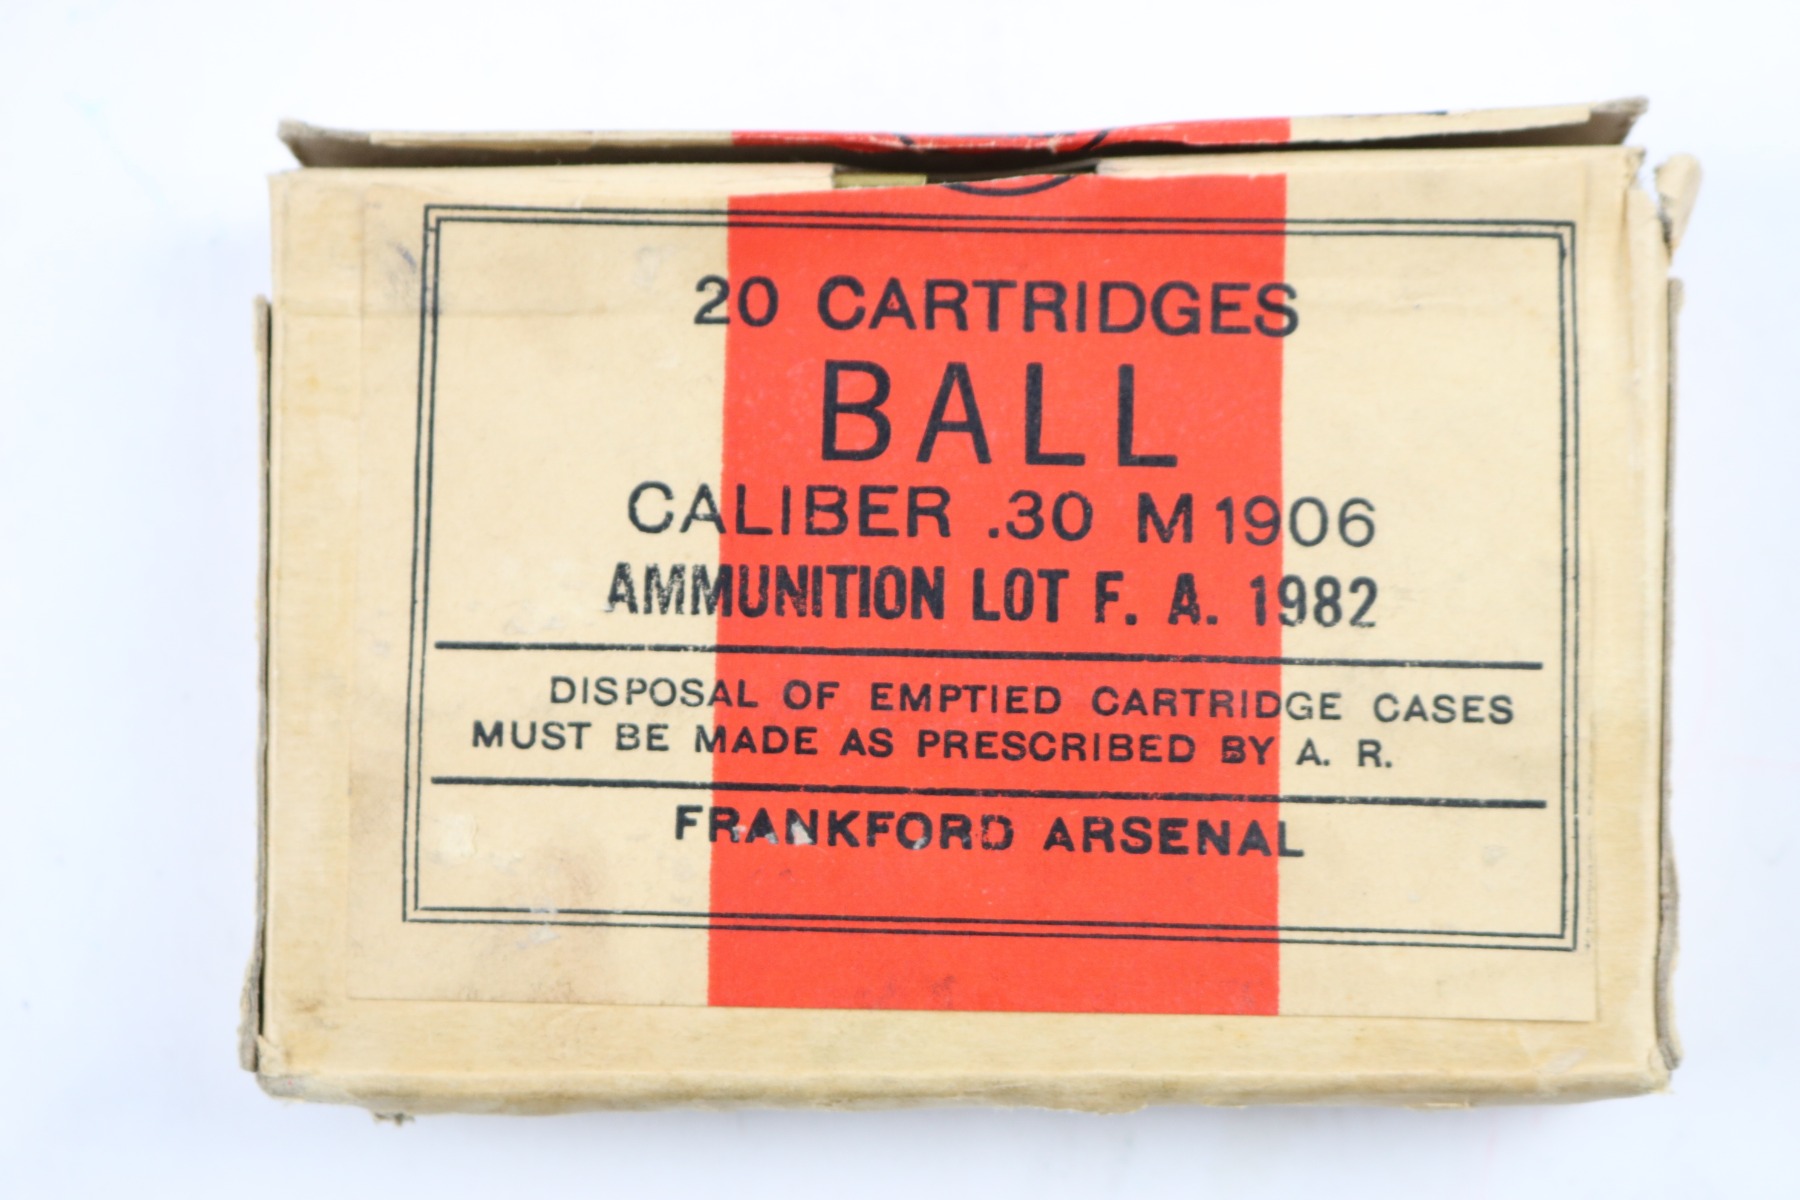 20 CARTRIDGES
BALL
CALIBER .30 M1906
AMMUNITION LOT F. A. 1982
DISPOSAL OF EMPTIED CARTRIDGE CASES
MUST BE MADE AS PRESCRIBED BY A. R.
FRANKFORD ARSENAL